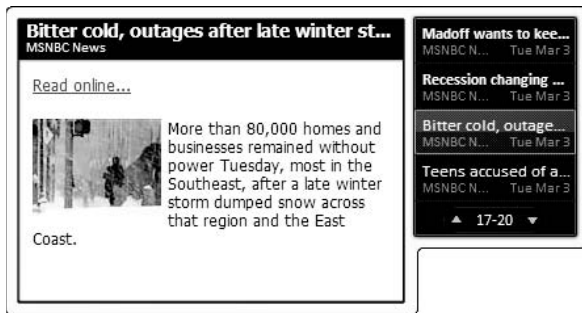 Bitter cold, outages after late winter st...
MSNBC News
Read online...
More than 80,000 homes and
businesses remained without
power Tuesday, most in the
Southeast, after a late winter
storm dumped snow across
that region and the East
Coast.
Madoff wants to kee...
MSNBC N... Tue Mar 3
Recession changing ...
MSNBC N... Tue Mar 3
Bitter cold, outage...
MSNBC N... Tue Mar 3
Teens accused of a...
MSNBC N... Tue Mar 3
17-20